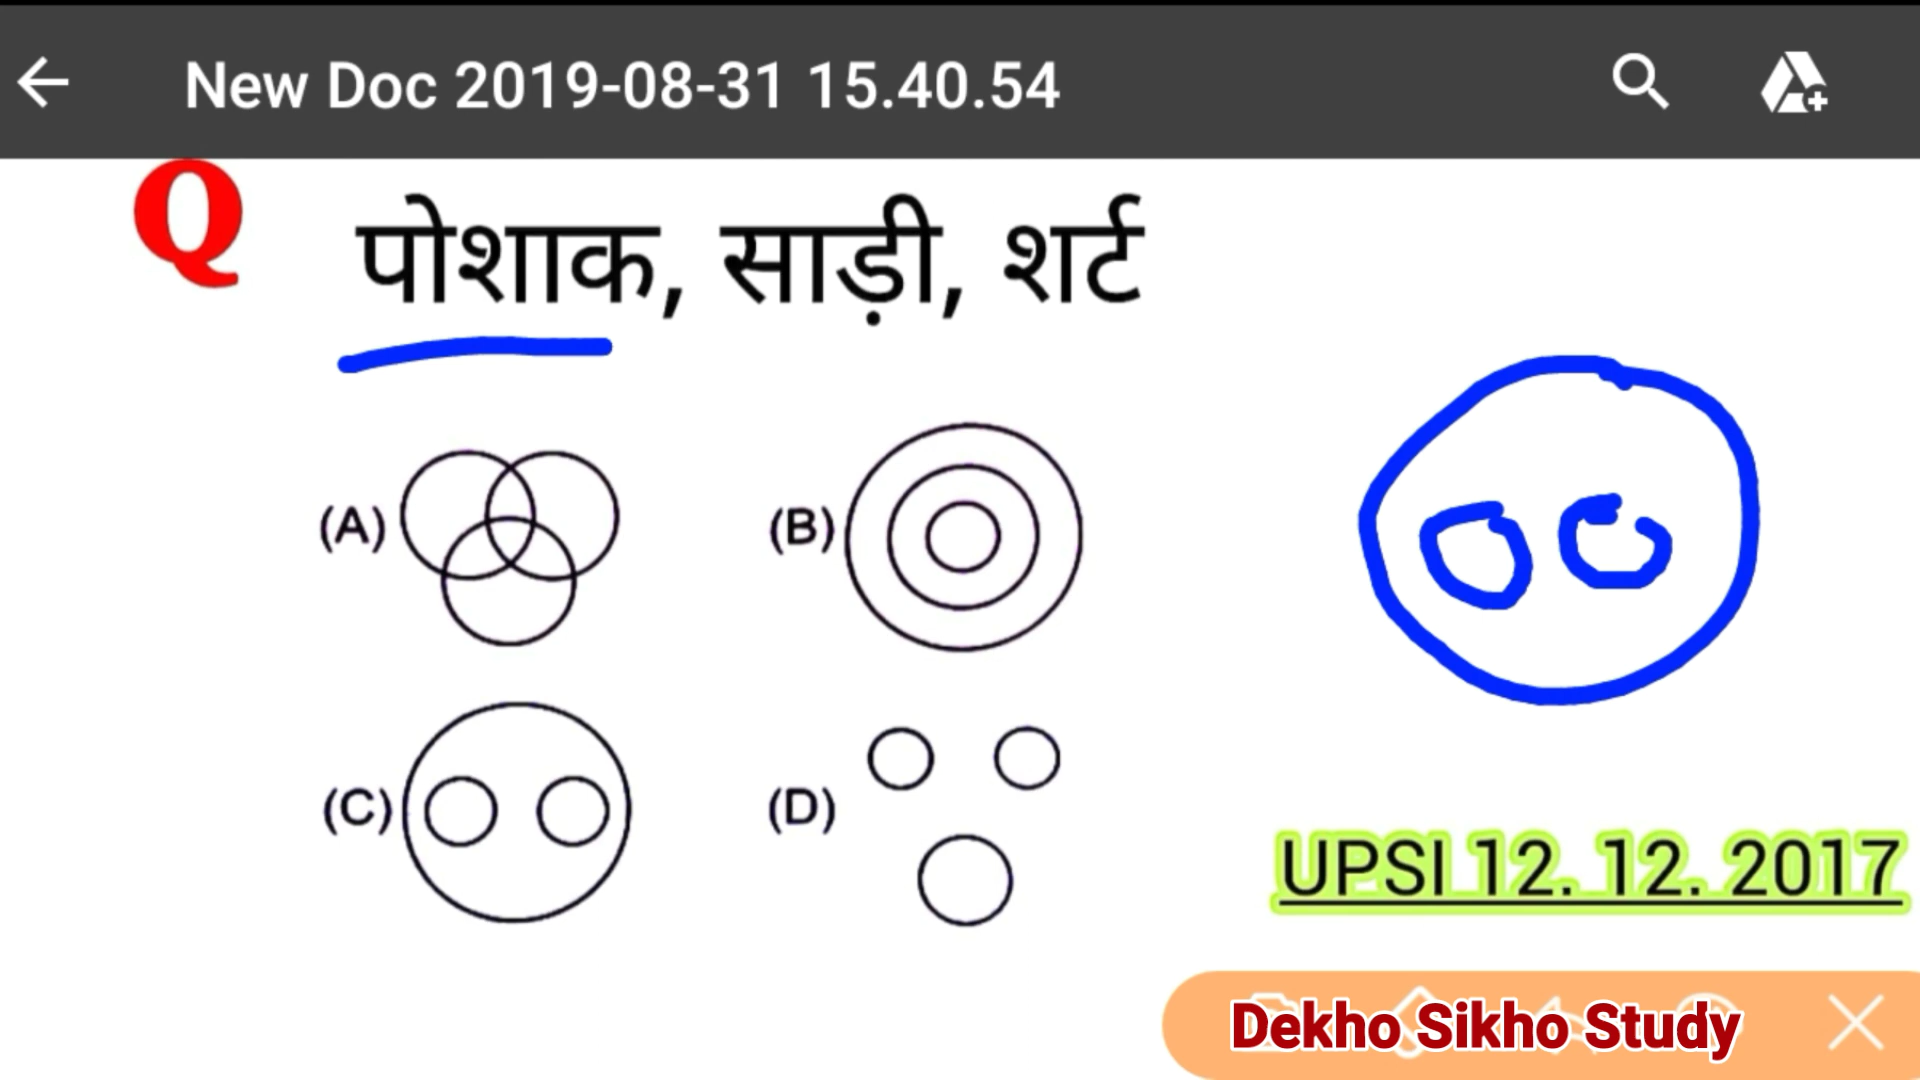 New Doc 2019-08-31 15.40.54
Q पोशाक, साड़ी, शर्ट
(A) (B)
(C) (D)
UPSI 12. 12. 2017
Dekho Sikho Study